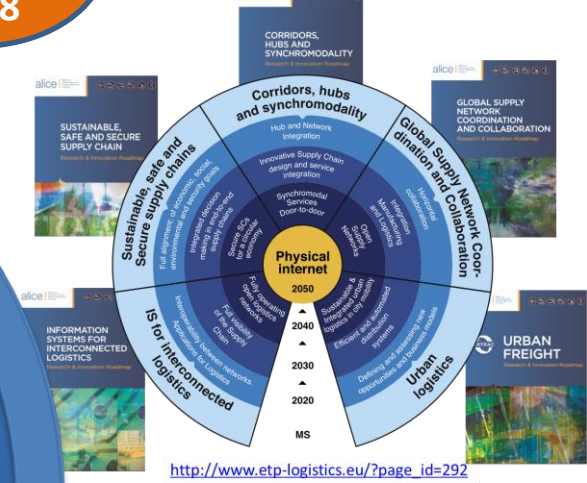 8
CORRIDORS,
HUBS AND
SYNCHROMODALITY
Research & Innovation Roadmap
alice
SUSTAINABLE,
SAFE AND SECURE
SUPPLY CHAIN
Research & Innovation Roadmap
alice
GLOBAL SUPPLY
NETWORK
COORDINATION
AND COLLABORATION
Research & Innovation Roadmap
Corridors, hubs
and synchromodality
Hub and Network
Integration
Innovative Supply Chain
design and service
integration
Synchromodal
Services
Door-to-door
Sustainable, safe and
Secure supply chains
Full alignment of economic, social,
environmental and security goals
Integrated decision
making in end-to-end
supply chains
Secure SCs
for a circular
economy
Global Supply Network Coor-
dination and Collaboration
Horizontal
collaboration
Integration
Manufacturing
and Logistics
Open
Supply
Networks
Physical
internet
2050
2040
2030
2020
MS
IS for interconnected
logistics
Interoperability between networks.
Applications for Logistics
Full visibility
of the Supply
Chain
Fully operating
open logistics
networks
Sustainable &
Integrated urban
logistics in city mobility
Efficient and automated
distribution
systems
Defining and assessing new
opportunities and business models
Urban
logistics
alice
INFORMATION
SYSTEMS FOR
INTERCONNECTED
LOGISTICS
Research & Innovation Roadmap
URBAN
FREIGHT
Research & Innovation Roadmap
http://www.etp-logistics.eu/?page_id=292